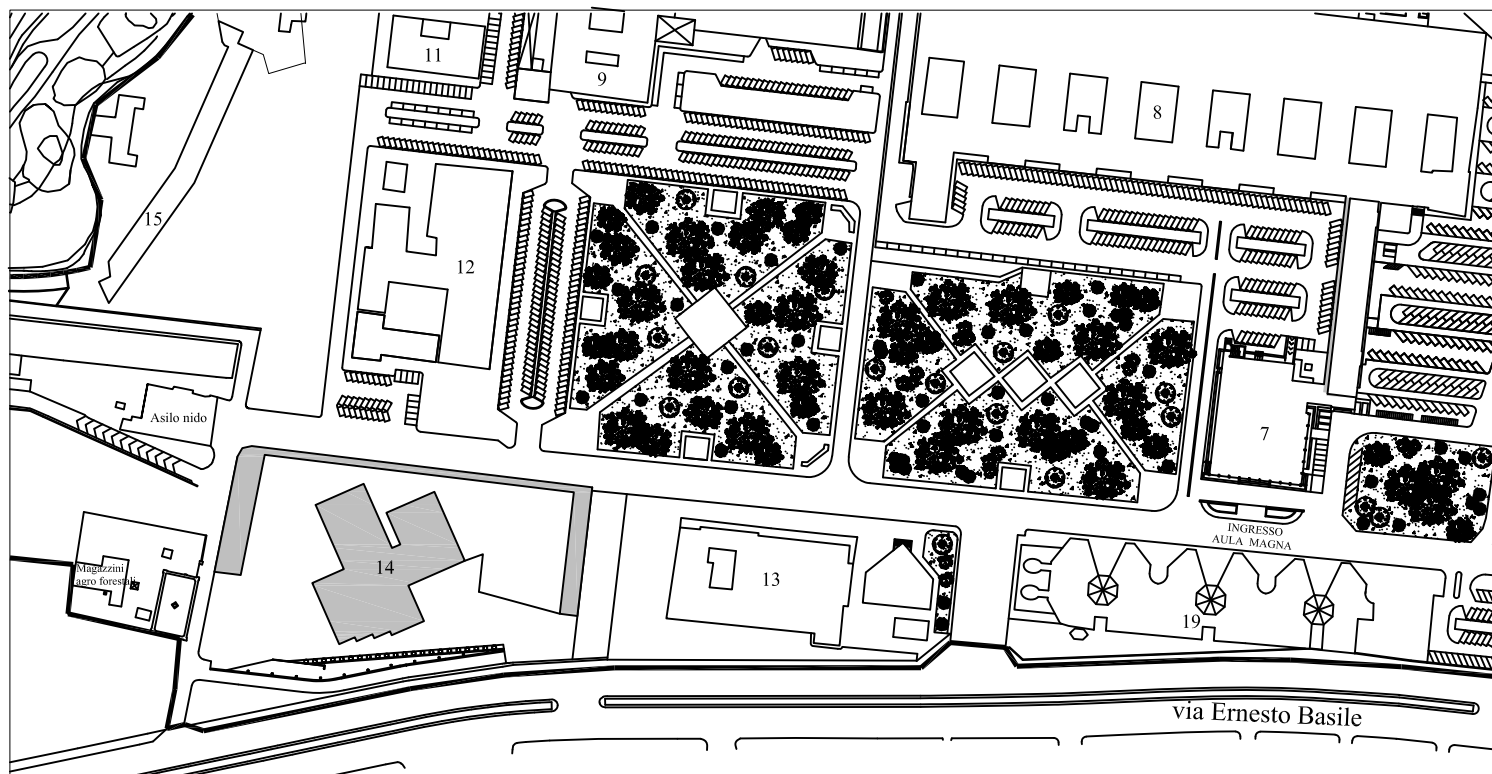 11
9
8
15
12
Asilo nido
7
INGRESSO
AULA MAGNA
14
Magazzini
agro forestali
13
19
via Ernesto Basile